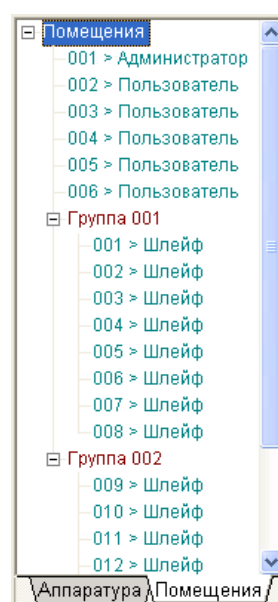 Помещения
001 > Администратор
002 > Пользователь
003 > Пользователь
004 > Пользователь
005 > Пользователь
006 > Пользователь
Группа 001
001 > Шлейф
002 > Шлейф
003 > Шлейф
004 > Шлейф
005 > Шлейф
006 > Шлейф
007 > Шлейф
008 > Шлейф
Группа 002
009 > Шлейф
010 > Шлейф
011 > Шлейф
012 > Шлейф
Аппаратура Помещения